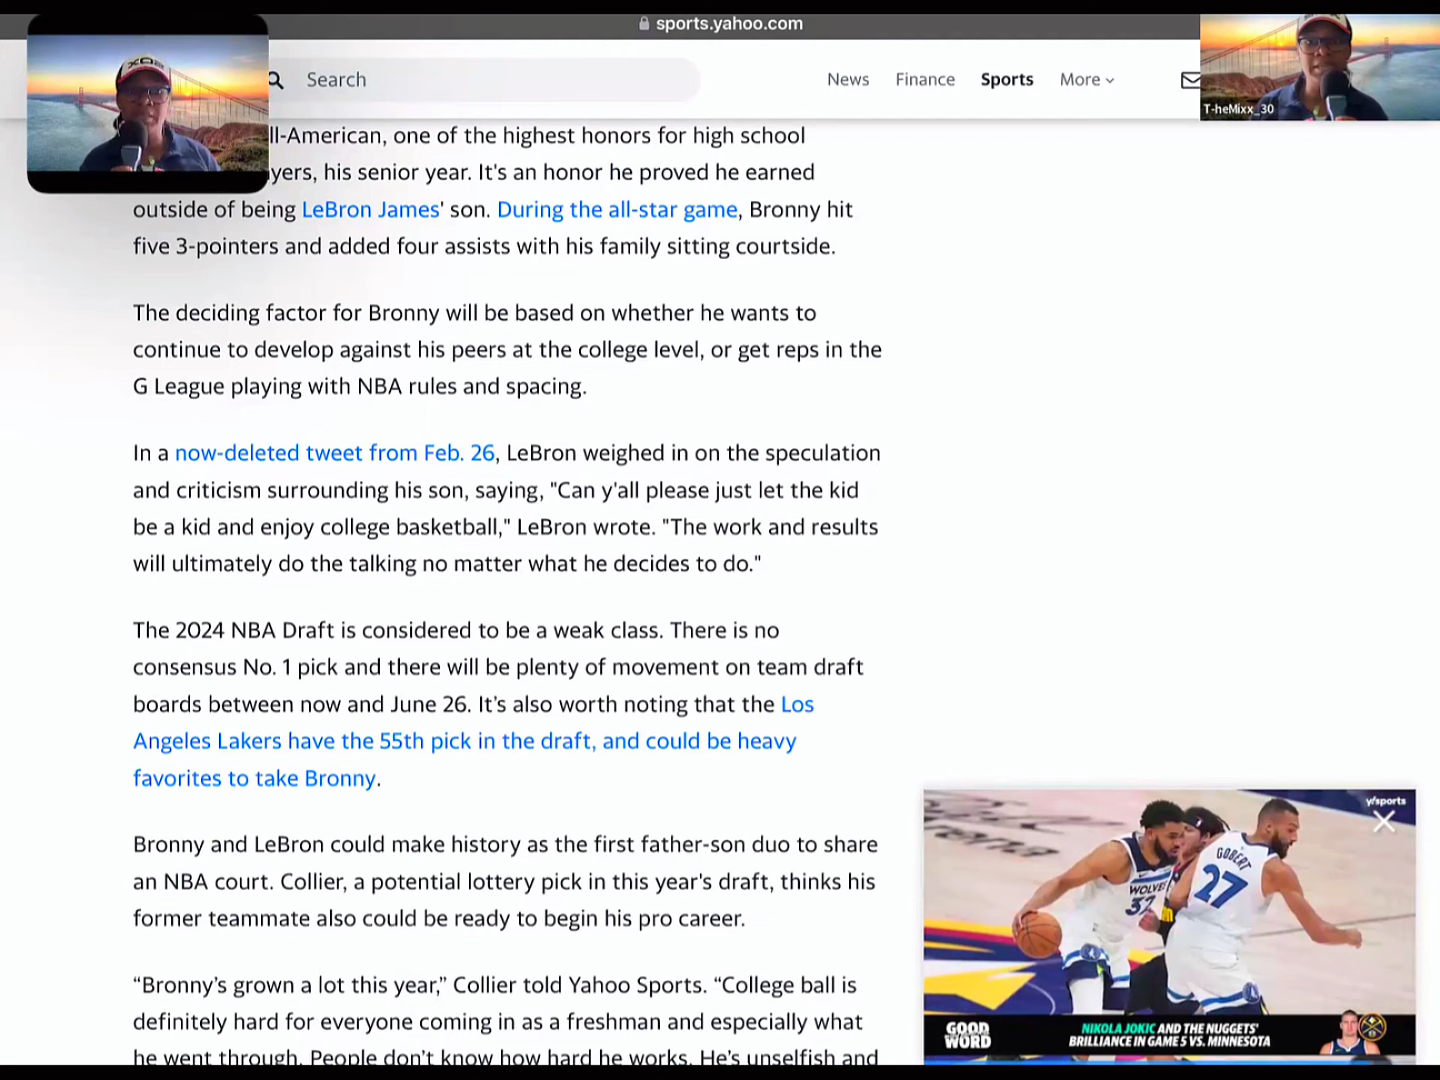 sports.yahoo.com
Search
News
Finance
Sports
More
T-heMixx_30
ll-American, one of the highest honors for high school
yers, his senior year. It's an honor he proved he earned
outside of being LeBron James' son. During the all-star game, Bronny hit
five 3-pointers and added four assists with his family sitting courtside.
The deciding factor for Bronny will be based on whether he wants to
continue to develop against his peers at the college level, or get reps in the
G League playing with NBA rules and spacing.
In a now-deleted tweet from Feb. 26, LeBron weighed in on the speculation
and criticism surrounding his son, saying, "Can y'all please just let the kid
be a kid and enjoy college basketball," LeBron wrote. "The work and results
will ultimately do the talking no matter what he decides to do."
The 2024 NBA Draft is considered to be a weak class. There is no
consensus No. 1 pick and there will be plenty of movement on team draft
boards between now and June 26. It's also worth noting that the Los
Angeles Lakers have the 55th pick in the draft, and could be heavy
favorites to take Bronny.
Bronny and LeBron could make history as the first father-son duo to share
an NBA court. Collier, a potential lottery pick in this year's draft, thinks his
former teammate also could be ready to begin his pro career.
“Bronny’s grown a lot this year,” Collier told Yahoo Sports. “College ball is
definitely hard for everyone coming in as a freshman and especially what
he went through. People don’t know how hard he works. He’s unselfish and
y/sports
GOBERT
27
WOLVES
32
GOOD
WORD
NIKOLA JOKIC AND THE NUGGETS'
BRILLIANCE IN GAME 5 VS. MINNESOTA